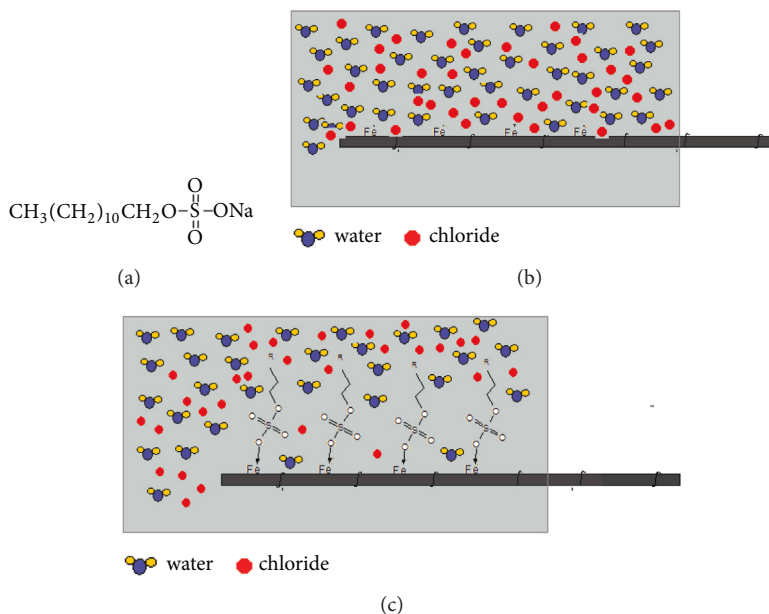 CH₃(CH₂)₁₀CH₂O–S–ONa
O
O
(a)
Fe Fe Fe Fe
water chloride
(b)
R R R R
O O O O
O S O O S O O S O O S O
O O O O
Fe Fe Fe Fe
water chloride
(c)